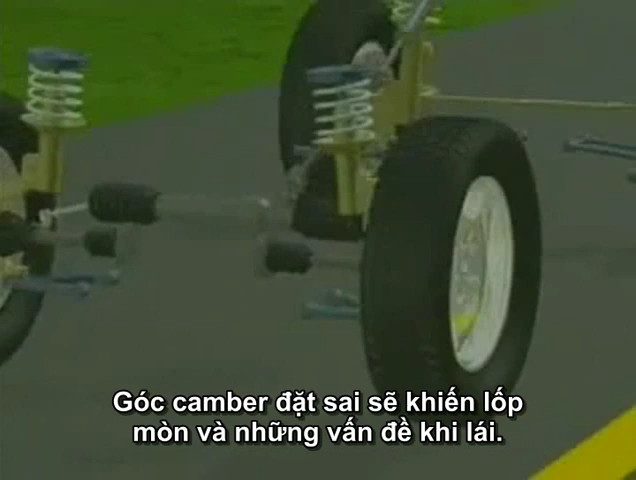 Góc camber đặt sai sẽ khiến lốp
mòn và những vấn đề khi lái.